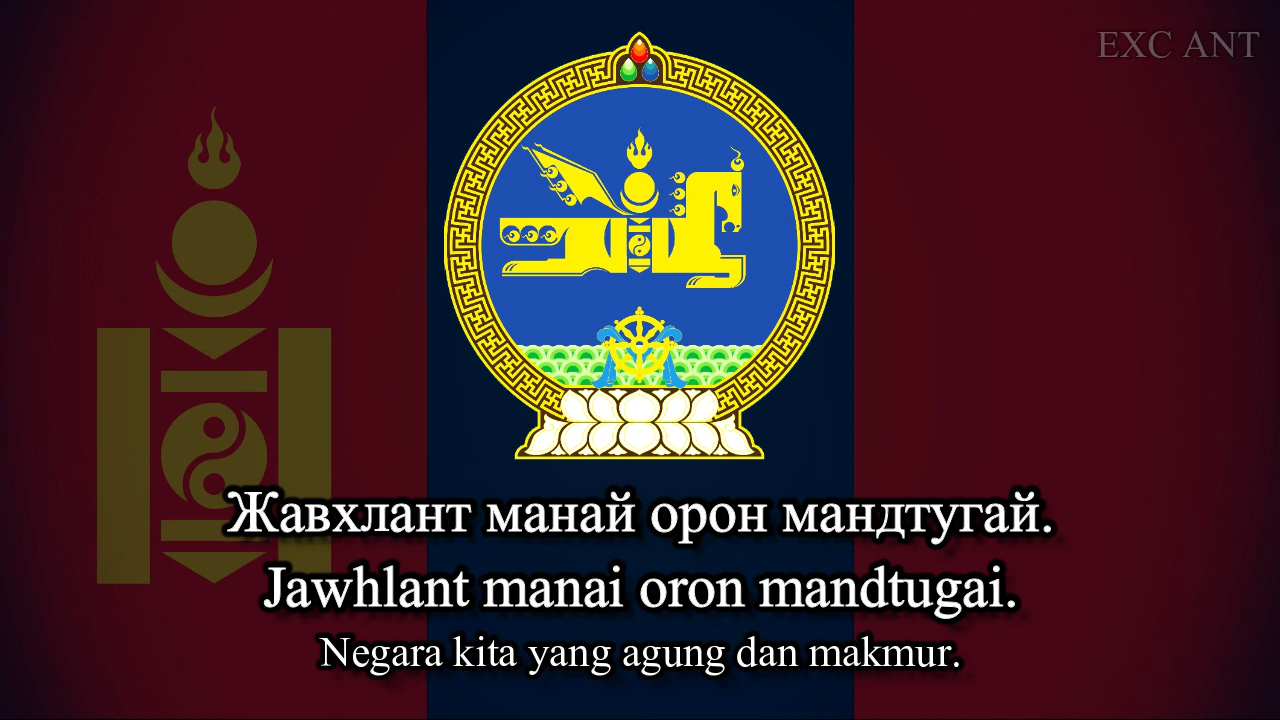 EXC ANT
Жавхлант манай орон мандтугай.
Jawhlant manai oron mandtugai.
Negara kita yang agung dan makmur.